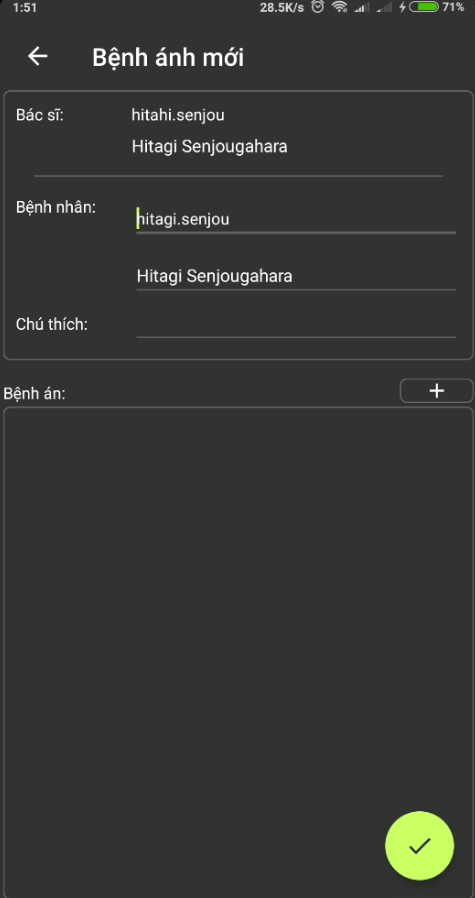 1:51 28.5K/s 71%
Bệnh ánh mới
Bác sĩ: hitahi.senjou
Hitagi Senjougahara
Bệnh nhân: hitagi.senjou
Hitagi Senjougahara
Chú thích:
Bệnh án: +